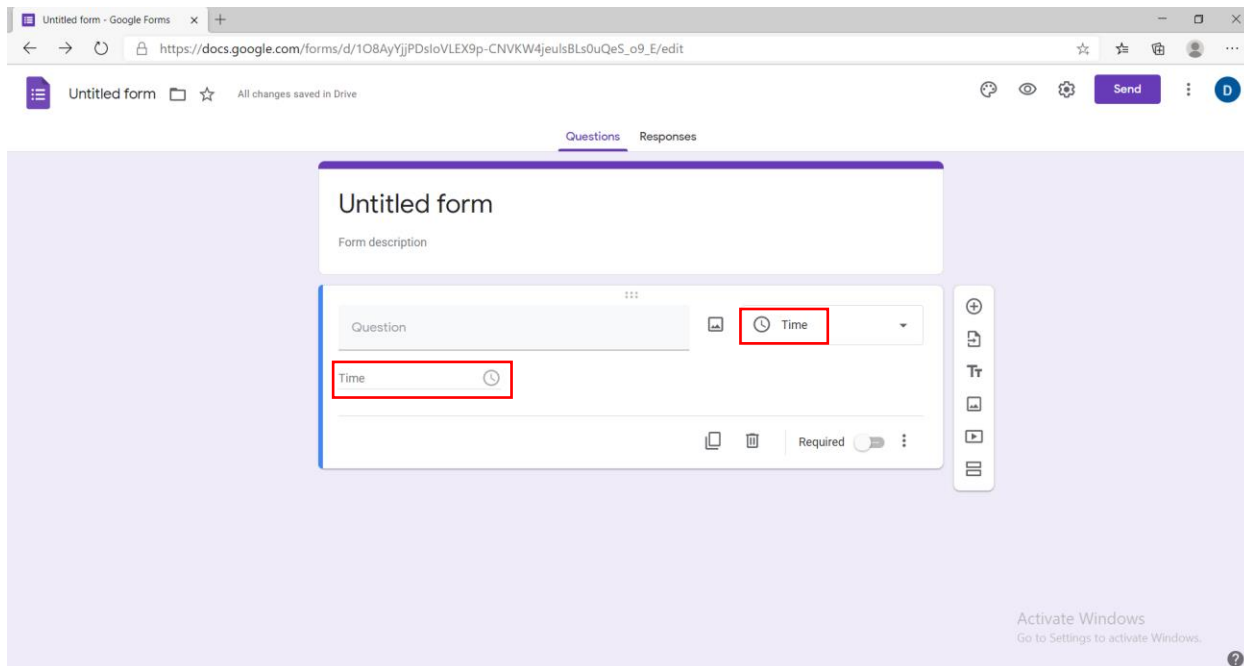 Untitled form - Google Forms
https://docs.google.com/forms/d/1O8AyYjjPDsIoVLEX9p-CNVKW4jeulsBLs0uQeS_o9_E/edit
Untitled form All changes saved in Drive Send D
Questions Responses
Untitled form
Form description
Question Time
Time
Tт
Required
Activate Windows
Go to Settings to activate Windows.